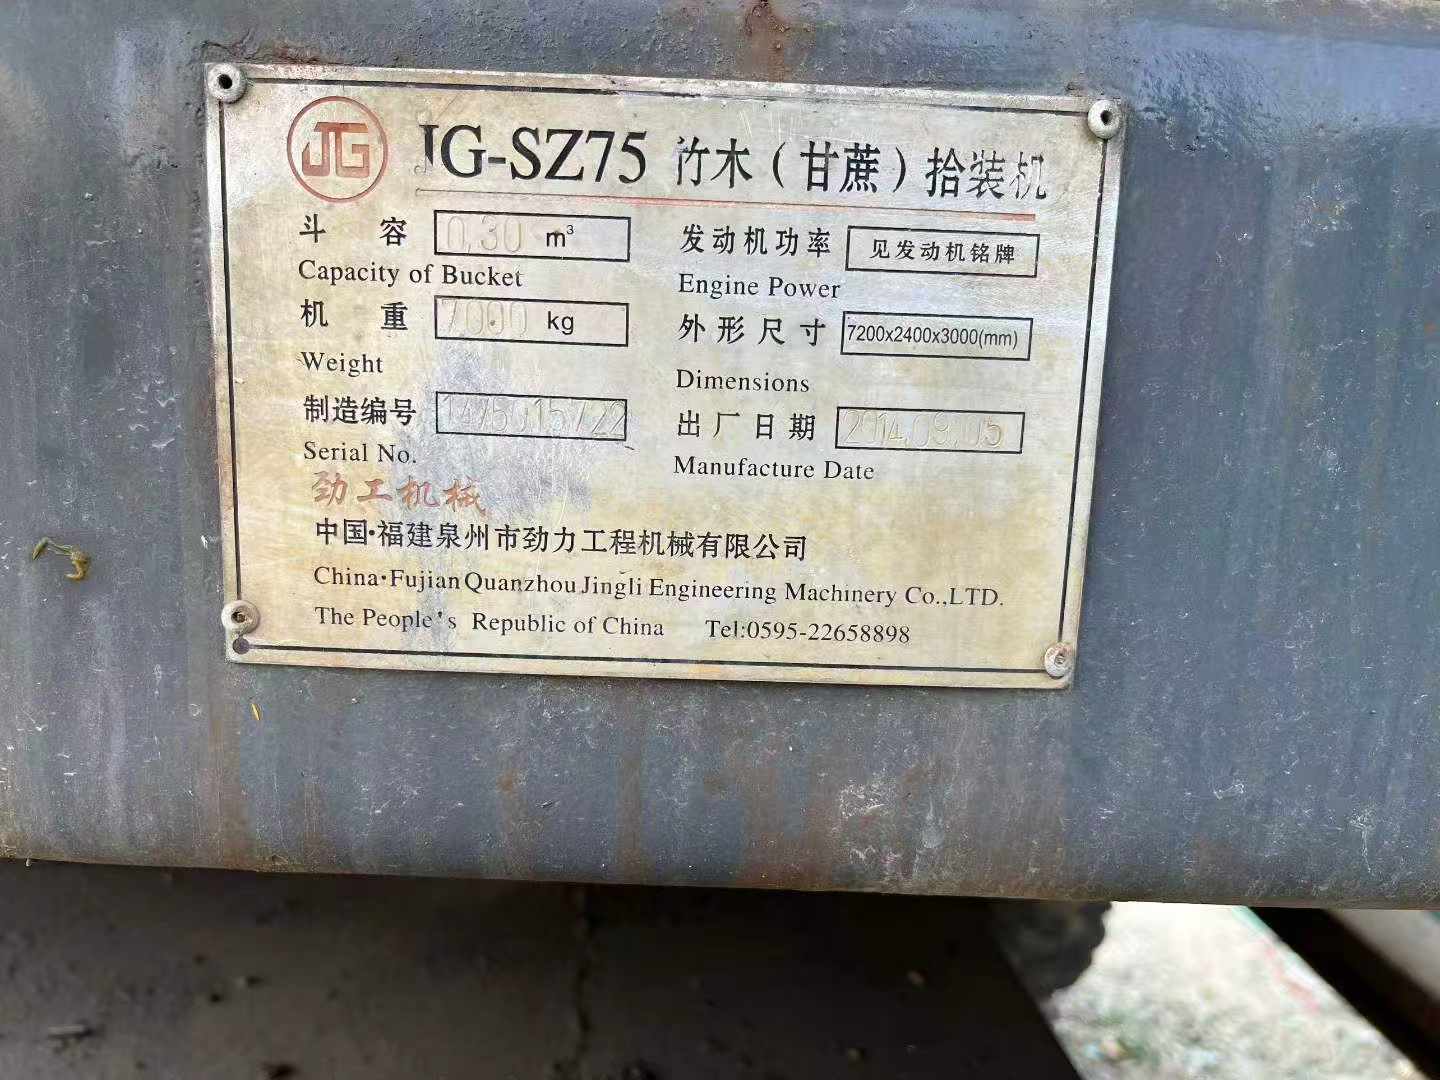 JG JG-SZ75 竹木（甘蔗）拾装机
斗 容 0.30 m³ 发动机功率 见发动机铭牌
Capacity of Bucket Engine Power
机 重 7000 kg 外形尺寸 7200x2400x3000(mm)
Weight Dimensions
制造编号 1475015722 出厂日期 2014.09.05
Serial No. Manufacture Date
劲工机械
中国·福建泉州市劲力工程机械有限公司
China·Fujian Quanzhou Jingli Engineering Machinery Co.,LTD.
The People's Republic of China Tel:0595-22658898